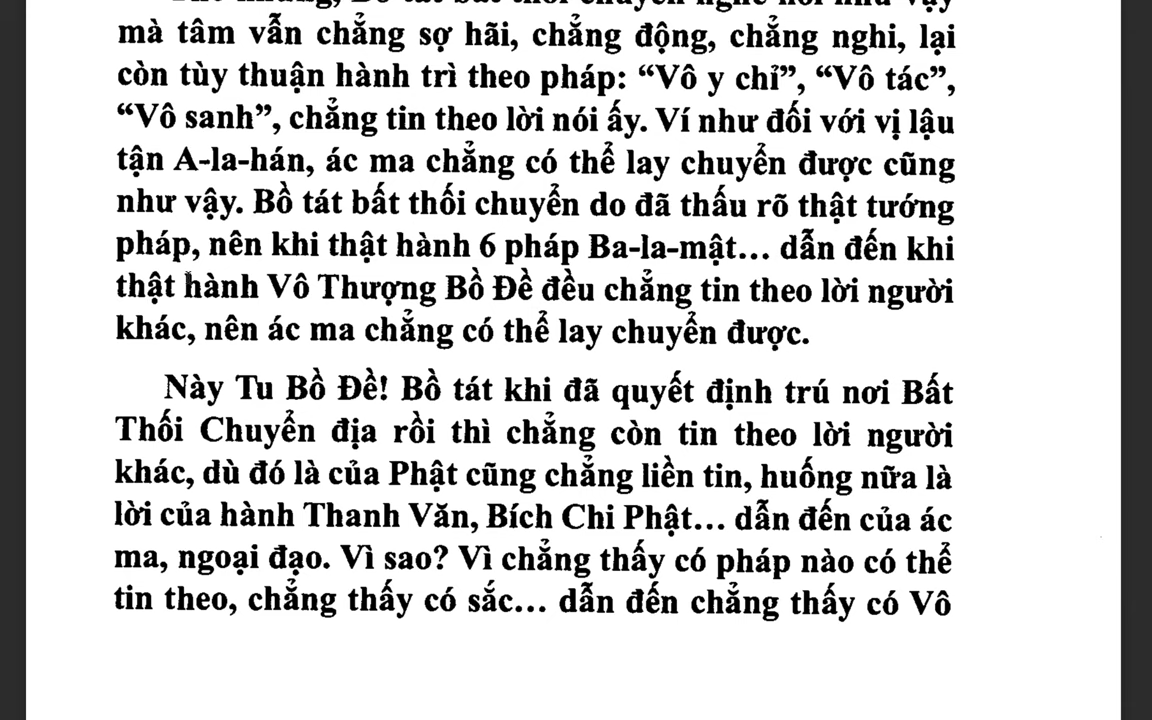 mà tâm vẫn chẳng sợ hãi, chẳng động, chẳng nghi, lại
còn tùy thuận hành trì theo pháp: “Vô y chỉ”, “Vô tác”,
“Vô sanh”, chẳng tin theo lời nói ấy. Ví như đối với vị lậu
tận A-la-hán, ác ma chẳng có thể lay chuyển được cũng
như vậy. Bồ tát bất thối chuyển do đã thấu rõ thật tướng
pháp, nên khi thật hành 6 pháp Ba-la-mật... dẫn đến khi
thật hành Vô Thượng Bồ Đề đều chẳng tin theo lời người
khác, nên ác ma chẳng có thể lay chuyển được.
Này Tu Bồ Đề! Bồ tát khi đã quyết định trú nơi Bất
Thối Chuyển địa rồi thì chẳng còn tin theo lời người
khác, dù đó là của Phật cũng chẳng liền tin, huống nữa là
lời của hành Thanh Văn, Bích Chi Phật... dẫn đến của ác
ma, ngoại đạo. Vì sao? Vì chẳng thấy có pháp nào có thể
tin theo, chẳng thấy có sắc... dẫn đến chẳng thấy có Vô